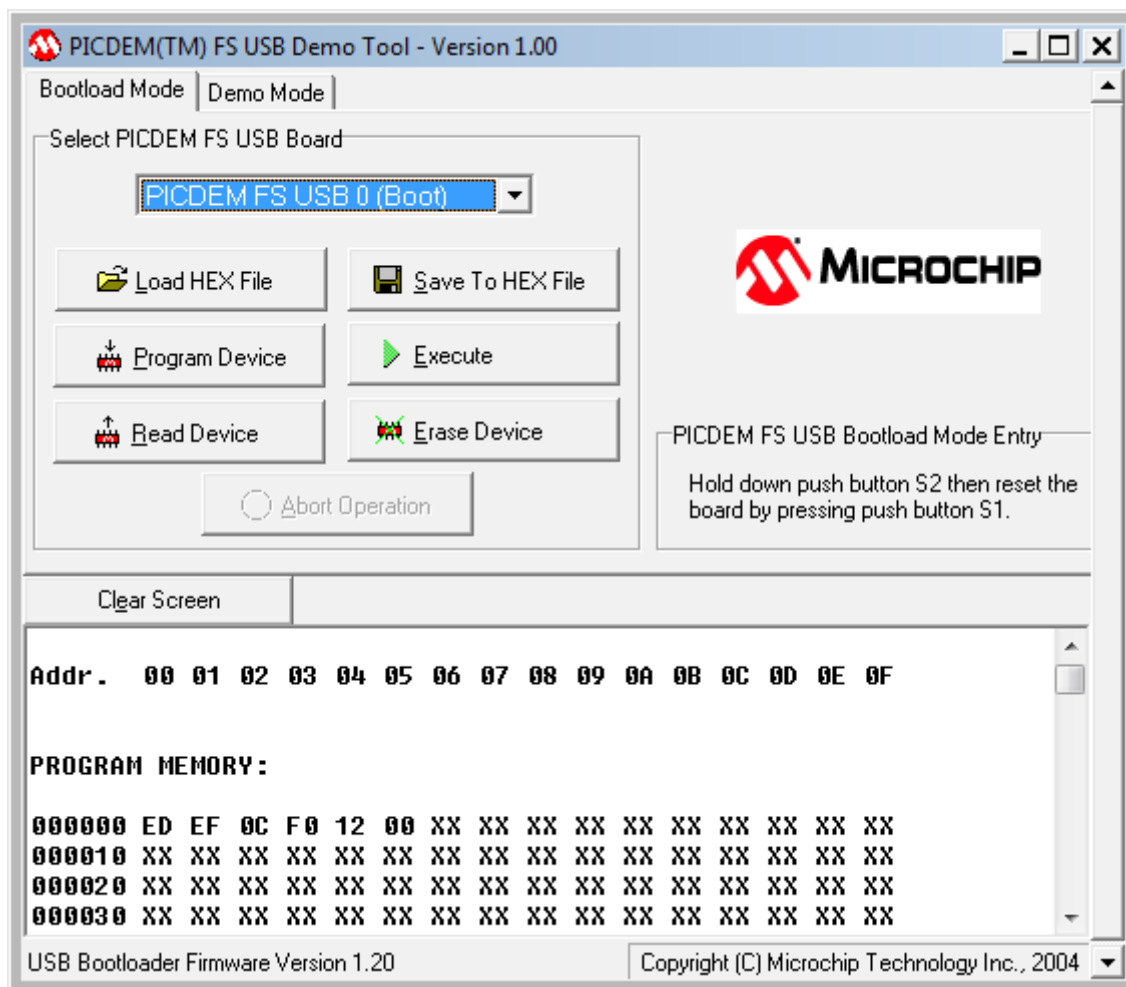 PICDEM(TM) FS USB Demo Tool - Version 1.00
Bootload Mode
Demo Mode
Select PICDEM FS USB Board
PICDEM FS USB 0 (Boot)
Load HEX File
Save To HEX File
Program Device
Execute
Read Device
Erase Device
Abort Operation
MICROCHIP
PICDEM FS USB Bootload Mode Entry
Hold down push button S2 then reset the
board by pressing push button S1.
Clear Screen
Addr. 00 01 02 03 04 05 06 07 08 09 0A 0B 0C 0D 0E 0F
PROGRAM MEMORY:
000000 ED EF 0C F0 12 00 XX XX XX XX XX XX XX XX XX XX
000010 XX XX XX XX XX XX XX XX XX XX XX XX XX XX XX XX
000020 XX XX XX XX XX XX XX XX XX XX XX XX XX XX XX XX
000030 XX XX XX XX XX XX XX XX XX XX XX XX XX XX XX XX
USB Bootloader Firmware Version 1.20
Copyright (C) Microchip Technology Inc., 2004